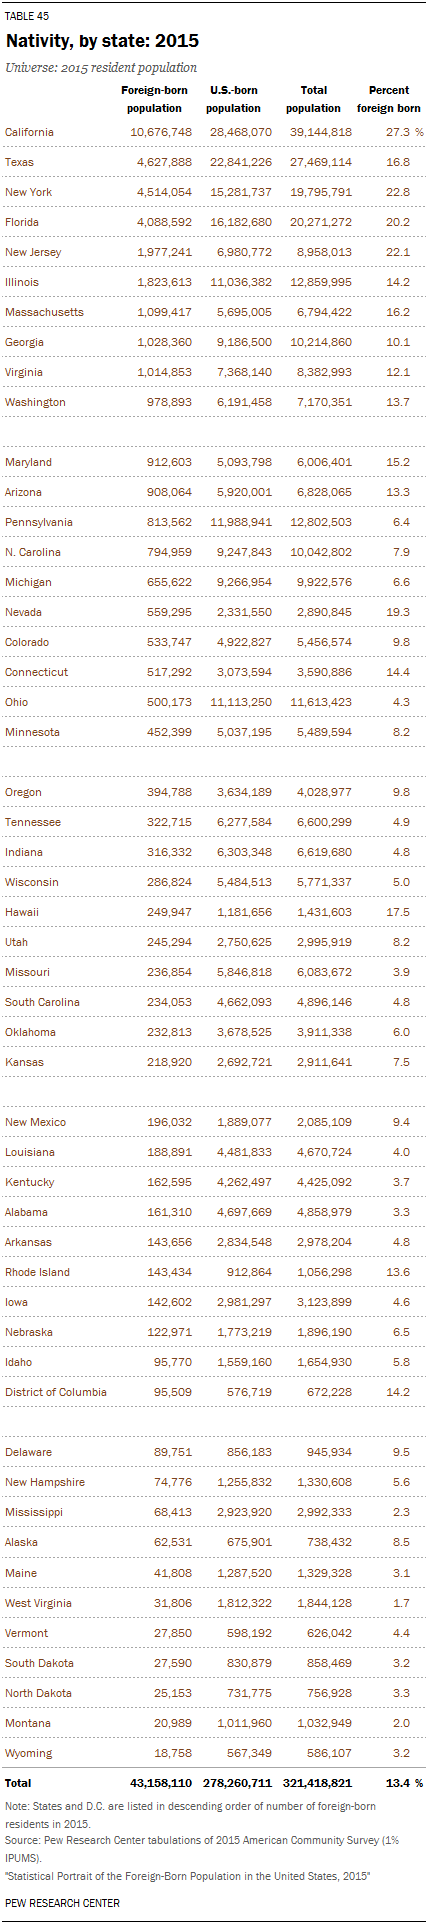 TABLE 45
Nativity, by state: 2015
Universe: 2015 resident population
Foreign-born U.S.-born Total Percent
population population population foreign born
California 10,676,748 28,468,070 39,144,818 27.3 %
Texas 4,627,888 22,841,226 27,469,114 16.8
New York 4,514,054 15,281,737 19,795,791 22.8
Florida 4,088,592 16,182,680 20,271,272 20.2
New Jersey 1,977,241 6,980,772 8,958,013 22.1
Illinois 1,823,613 11,036,382 12,859,995 14.2
Massachusetts 1,099,417 5,695,005 6,794,422 16.2
Georgia 1,028,360 9,186,500 10,214,860 10.1
Virginia 1,014,853 7,368,140 8,382,993 12.1
Washington 978,893 6,191,458 7,170,351 13.7
Maryland 912,603 5,093,798 6,006,401 15.2
Arizona 908,064 5,920,001 6,828,065 13.3
Pennsylvania 813,562 11,988,941 12,802,503 6.4
N. Carolina 794,959 9,247,843 10,042,802 7.9
Michigan 655,622 9,266,954 9,922,576 6.6
Nevada 559,295 2,331,550 2,890,845 19.3
Colorado 533,747 4,922,827 5,456,574 9.8
Connecticut 517,292 3,073,594 3,590,886 14.4
Ohio 500,173 11,113,250 11,613,423 4.3
Minnesota 452,399 5,037,195 5,489,594 8.2
Oregon 394,788 3,634,189 4,028,977 9.8
Tennessee 322,715 6,277,584 6,600,299 4.9
Indiana 316,332 6,303,348 6,619,680 4.8
Wisconsin 286,824 5,484,513 5,771,337 5.0
Hawaii 249,947 1,181,656 1,431,603 17.5
Utah 245,294 2,750,625 2,995,919 8.2
Missouri 236,854 5,846,818 6,083,672 3.9
South Carolina 234,053 4,662,093 4,896,146 4.8
Oklahoma 232,813 3,678,525 3,911,338 6.0
Kansas 218,920 2,692,721 2,911,641 7.5
New Mexico 196,032 1,889,077 2,085,109 9.4
Louisiana 188,891 4,481,833 4,670,724 4.0
Kentucky 162,595 4,262,497 4,425,092 3.7
Alabama 161,310 4,697,669 4,858,979 3.3
Arkansas 143,656 2,834,548 2,978,204 4.8
Rhode Island 143,434 912,864 1,056,298 13.6
Iowa 142,602 2,981,297 3,123,899 4.6
Nebraska 122,971 1,773,219 1,896,190 6.5
Idaho 95,770 1,559,160 1,654,930 5.8
District of Columbia 95,509 576,719 672,228 14.2
Delaware 89,751 856,183 945,934 9.5
New Hampshire 74,776 1,255,832 1,330,608 5.6
Mississippi 68,413 2,923,920 2,992,333 2.3
Alaska 62,531 675,901 738,432 8.5
Maine 41,808 1,287,520 1,329,328 3.1
West Virginia 31,806 1,812,322 1,844,128 1.7
Vermont 27,850 598,192 626,042 4.4
South Dakota 27,590 830,879 858,469 3.2
North Dakota 25,153 731,775 756,928 3.3
Montana 20,989 1,011,960 1,032,949 2.0
Wyoming 18,758 567,349 586,107 3.2
Total 43,158,110 278,260,711 321,418,821 13.4 %
Note: States and D.C. are listed in descending order of number of foreign-born
residents in 2015.
Source: Pew Research Center tabulations of 2015 American Community Survey (1%
IPUMS).
"Statistical Portrait of the Foreign-Born Population in the United States, 2015"
PEW RESEARCH CENTER